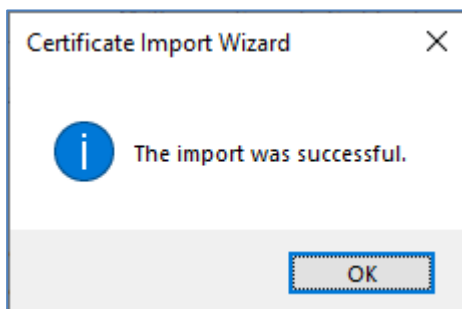 Certificate Import Wizard
The import was successful.
OK